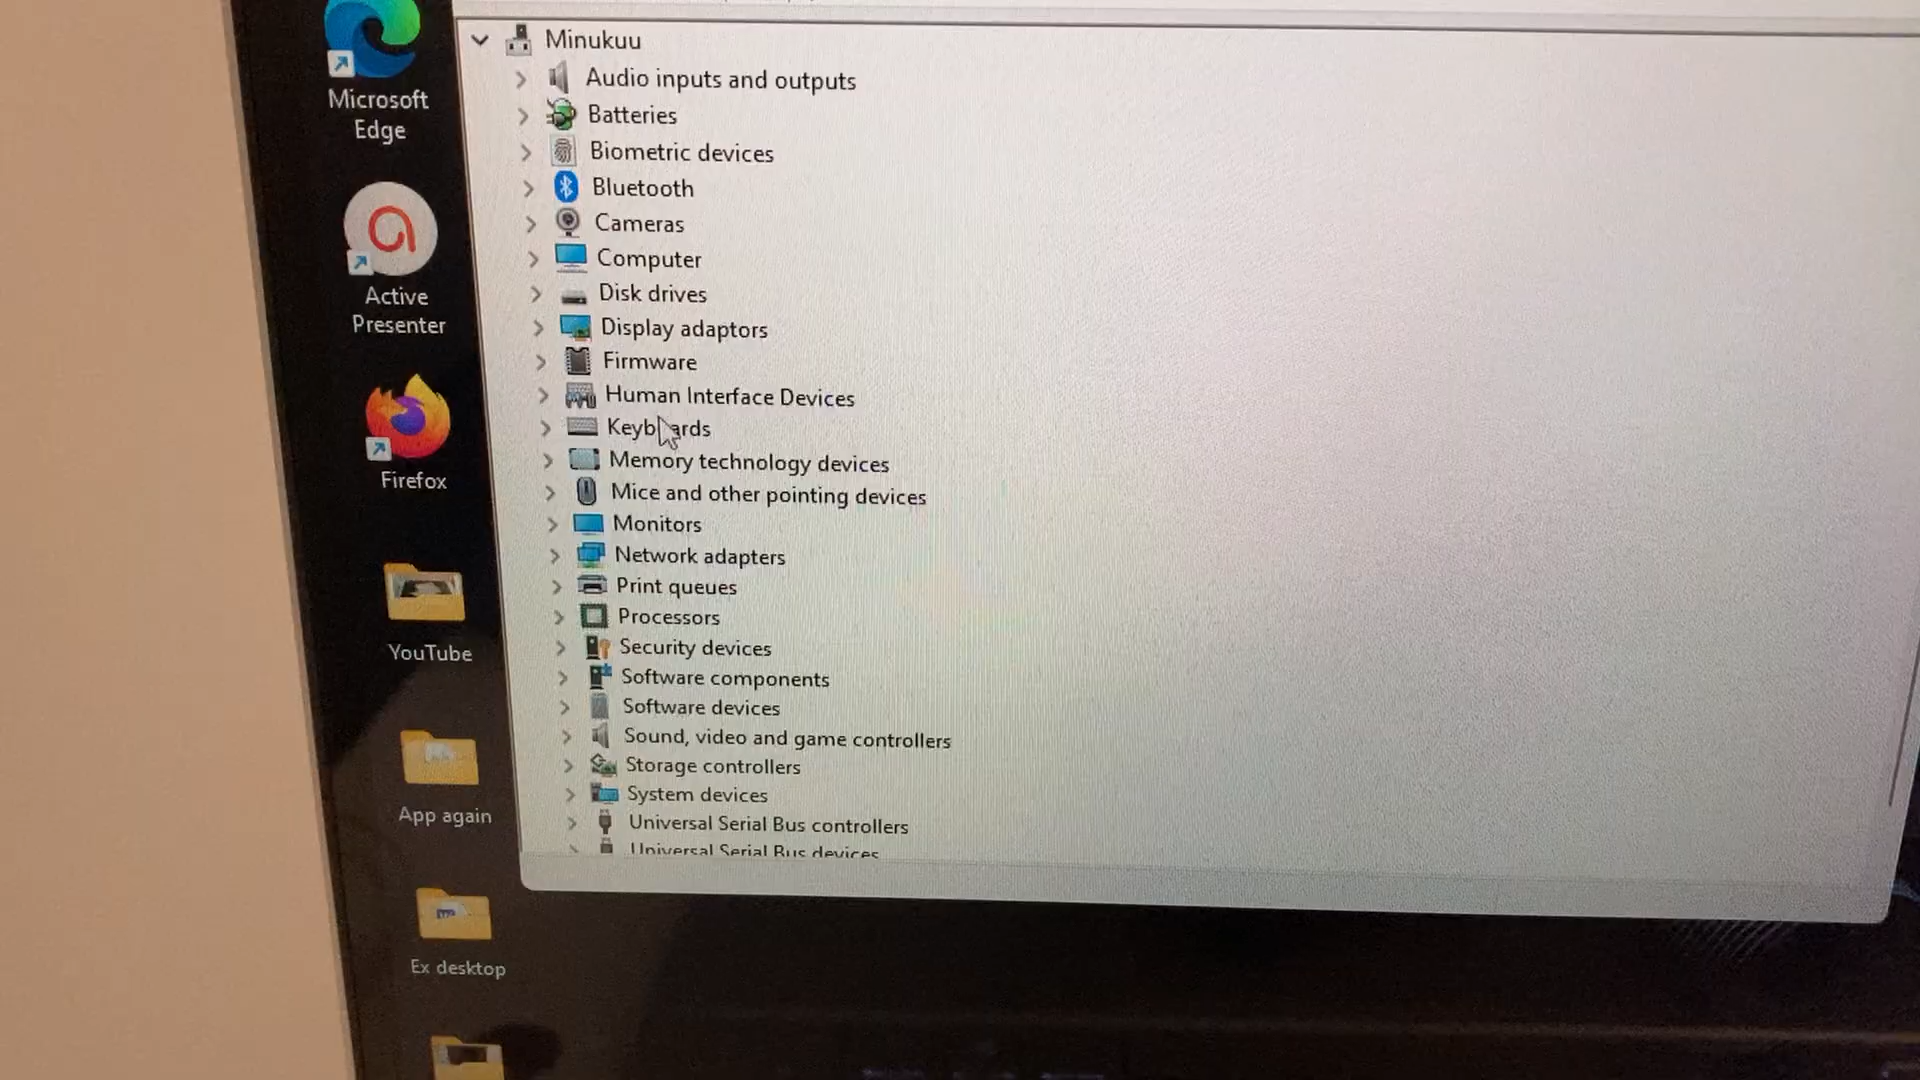 Minukuu
Audio inputs and outputs
Batteries
Biometric devices
Bluetooth
Cameras
Computer
Disk drives
Display adaptors
Firmware
Human Interface Devices
Keyboards
Memory technology devices
Mice and other pointing devices
Monitors
Network adapters
Print queues
Processors
Security devices
Software components
Software devices
Sound, video and game controllers
Storage controllers
System devices
Universal Serial Bus controllers
Universal Serial Bus devices
Microsoft
Edge
Active
Presenter
Firefox
YouTube
App again
Ex desktop